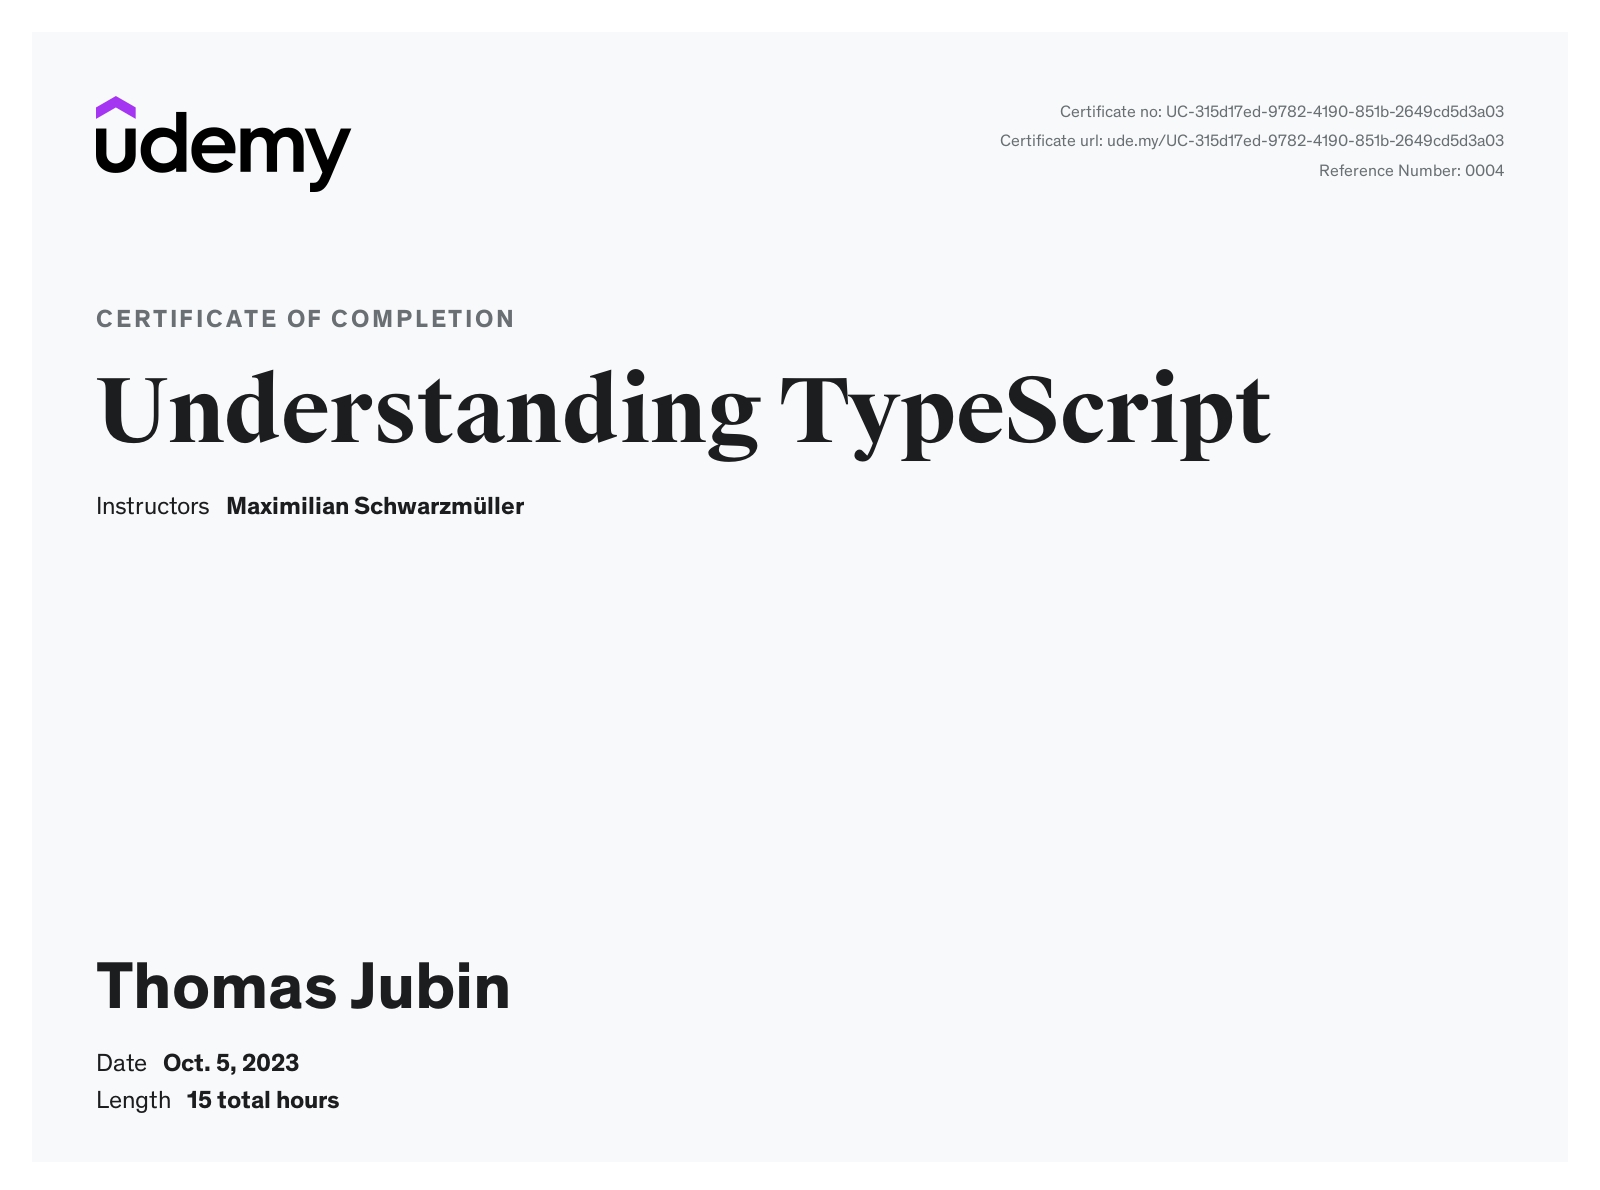 udemy
Certificate no: UC-315d17ed-9782-4190-851b-2649cd5d3a03
Certificate url: ude.my/UC-315d17ed-9782-4190-851b-2649cd5d3a03
Reference Number: 0004
CERTIFICATE OF COMPLETION
Understanding TypeScript
Instructors Maximilian Schwarzmüller
Thomas Jubin
Date Oct. 5, 2023
Length 15 total hours